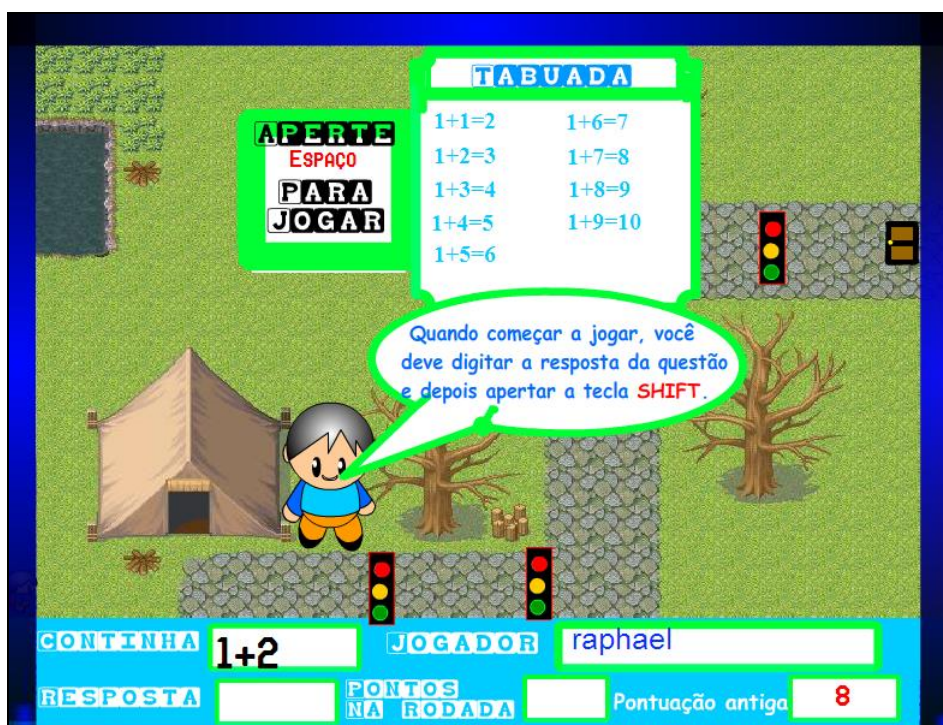 TABUADA
1+1=2 1+6=7
1+2=3 1+7=8
1+3=4 1+8=9
1+4=5 1+9=10
1+5=6
APERTE
ESPAÇO
PARA
JOGAR
Quando começar a jogar, você
deve digitar a resposta da questão
e depois apertar a tecla SHIFT.
CONTINHA 1+2 JOGADOR raphael
RESPOSTA PONTOS
NA RODADA Pontuação antiga 8